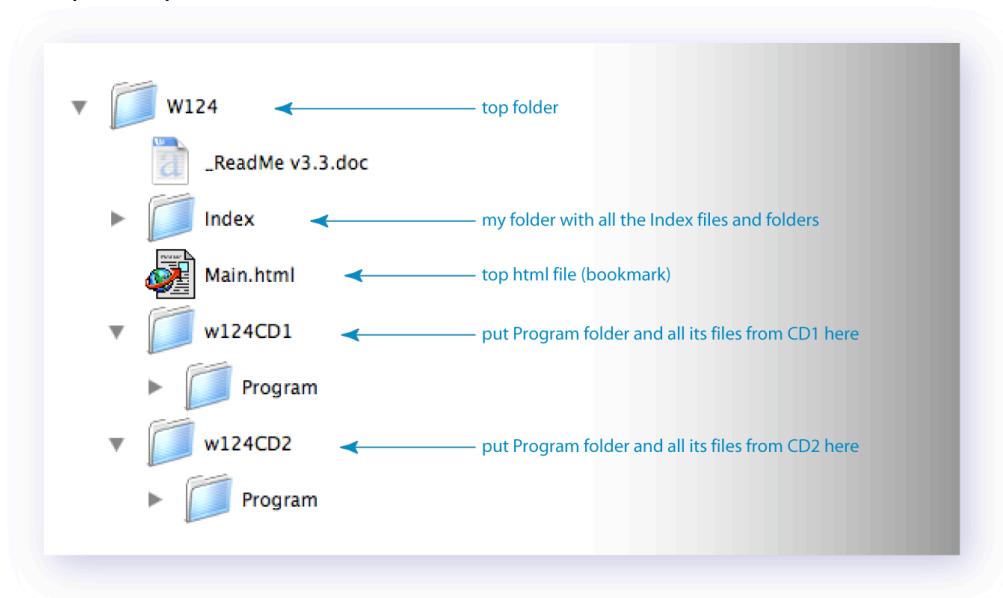 W124 top folder
_ReadMe v3.3.doc
Index my folder with all the Index files and folders
Main.html top html file (bookmark)
w124CD1 put Program folder and all its files from CD1 here
Program
w124CD2 put Program folder and all its files from CD2 here
Program